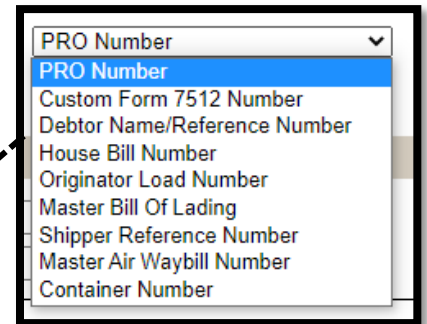 PRO Number
PRO Number
Custom Form 7512 Number
Debtor Name/Reference Number
House Bill Number
Originator Load Number
Master Bill Of Lading
Shipper Reference Number
Master Air Waybill Number
Container Number